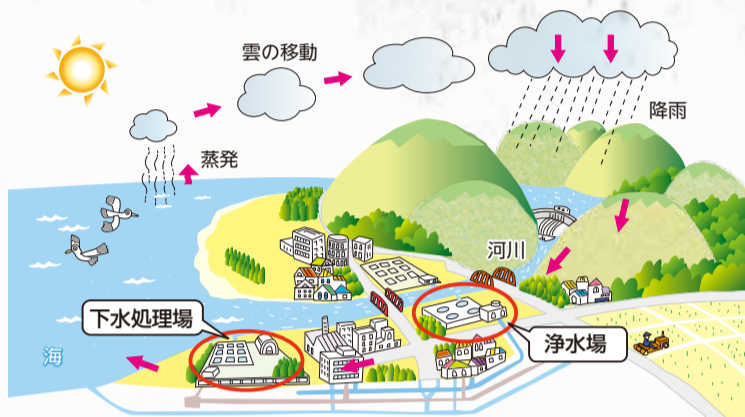 雲の移動
降雨
蒸発
河川
下水処理場
浄水場
海